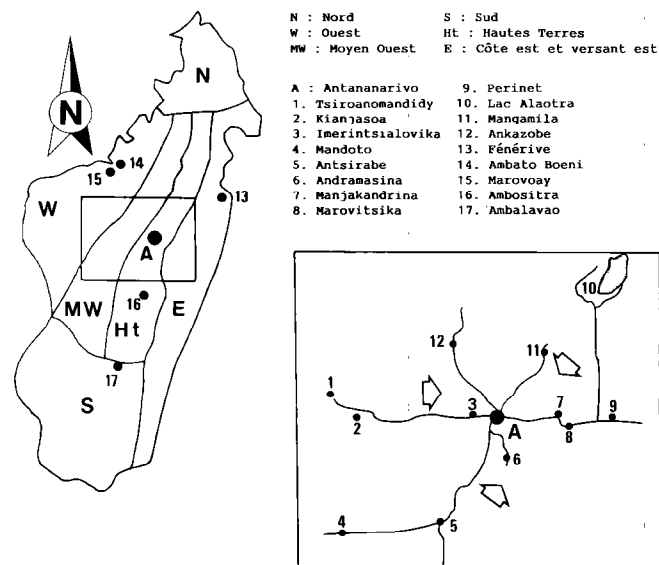 N : Nord
S : Sud
W : Ouest
Ht : Hautes Terres
MW : Moyen Ouest
E : Côte est et versant est
A : Antananarivo
1. Tsiroanomandidy
2. Kianjasoa
3. Imerintsialovika
4. Mandoto
5. Antsirabe
6. Andramasina
7. Manjakandrina
8. Marovitsika
9. Perinet
10. Lac Alaotra
11. Mangamila
12. Ankazobe
13. Fénérive
14. Ambato Boeni
15. Marovoay
16. Ambositra
17. Ambalavao
N
N
14
15
13
W
A
16
MW
E
Ht
17
S
10
12
11
1
3
7
9
2
A
8
6
4
5